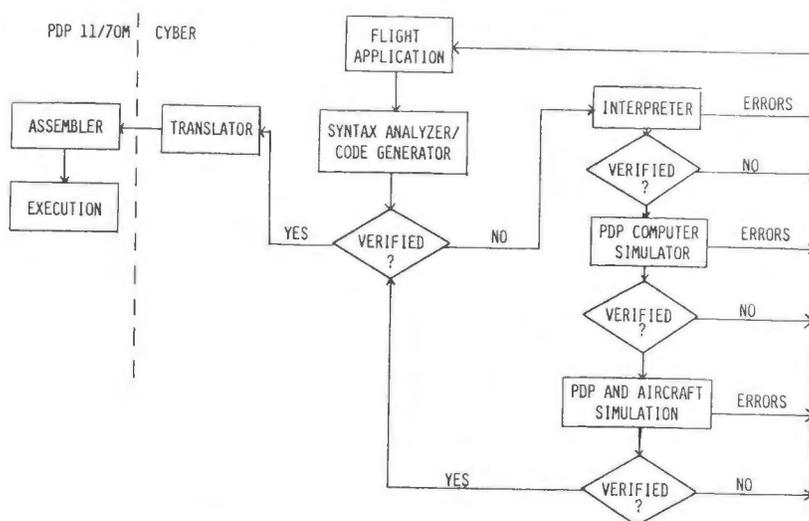 PDP 11/70M
CYBER
FLIGHT
APPLICATION
ASSEMBLER
TRANSLATOR
SYNTAX ANALYZER/
CODE GENERATOR
INTERPRETER
ERRORS
EXECUTION
VERIFIED
?
NO
YES
VERIFIED
?
NO
PDP COMPUTER
SIMULATOR
ERRORS
VERIFIED
?
NO
PDP AND AIRCRAFT
SIMULATION
ERRORS
YES
VERIFIED
?
NO